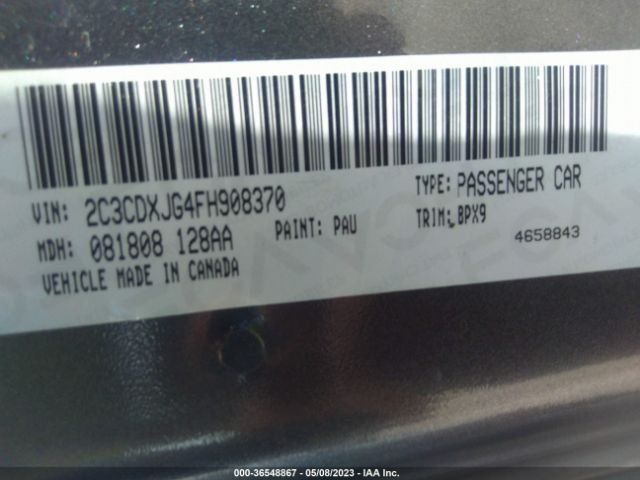 VIN: 2C3CDXJG4FH908370
TYPE: PASSENGER CAR
MDH: 081808 128AA
PAINT: PAU
TRIM: BPX9
VEHICLE MADE IN CANADA
4658843
000-36548867 - 05/08/2023 - IAA Inc.